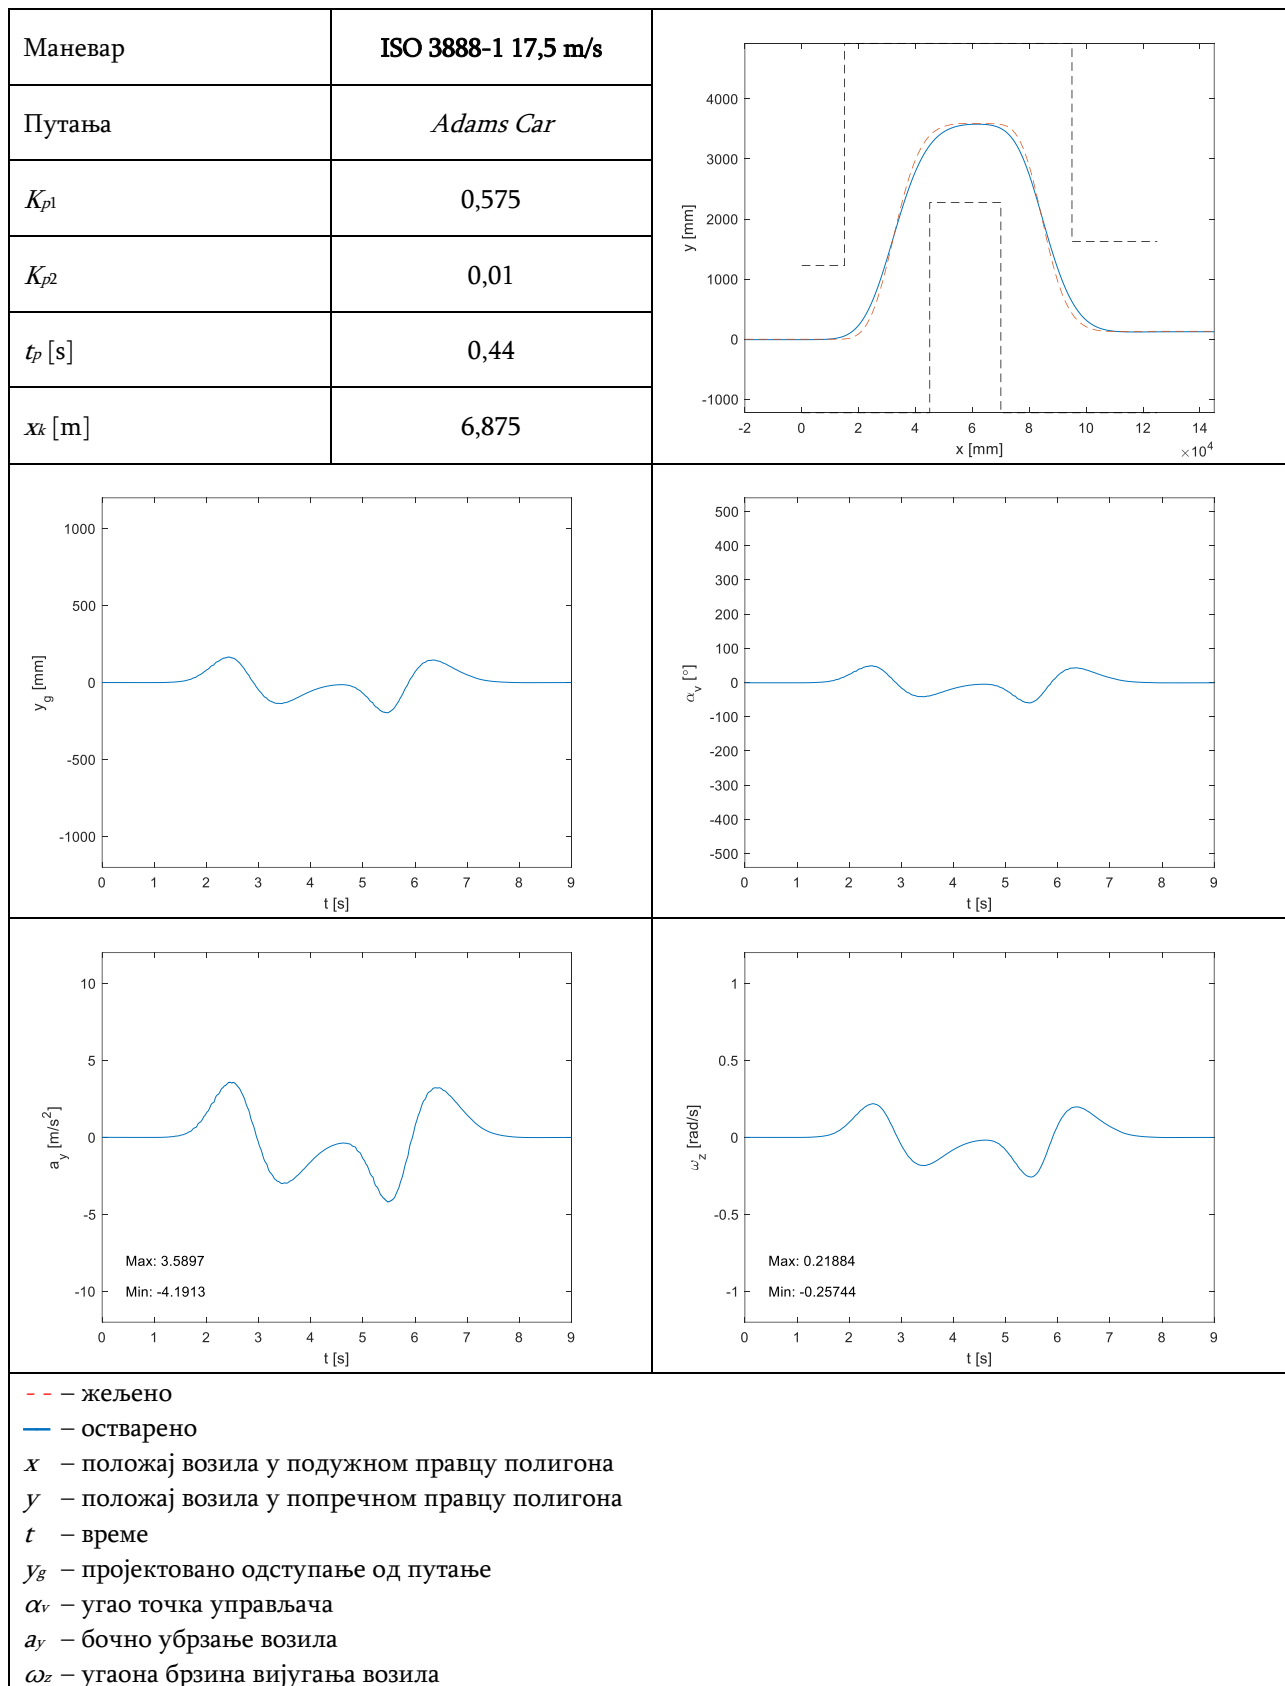 Маневар
ISO 3888-1 17,5 m/s
Путања
Adams Car
Kp1
0,575
Kp2
0,01
tp [s]
0,44
xk [m]
6,875
4000
3000
2000
1000
0
-1000
y [mm]
-2 0 2 4 6 8 10 12 14
x [mm]
×10^4
1000
500
0
-500
-1000
y_g [mm]
0 1 2 3 4 5 6 7 8 9
t [s]
500
400
300
200
100
0
-100
-200
-300
-400
-500
α_v [°]
0 1 2 3 4 5 6 7 8 9
t [s]
10
5
0
-5
-10
a_y [m/s^2]
Max: 3.5897
Min: -4.1913
0 1 2 3 4 5 6 7 8 9
t [s]
1
0.5
0
-0.5
-1
ω_z [rad/s]
Max: 0.21884
Min: -0.25744
0 1 2 3 4 5 6 7 8 9
t [s]
-- – жељено
— – остварено
x – положај возила у подужном правцу полигона
y – положај возила у попречном правцу полигона
t – време
yg – пројектовано одступање од путање
αv – угао точка управљача
ay – бочно убрзање возила
ωz – угаона брзина вијугања возила